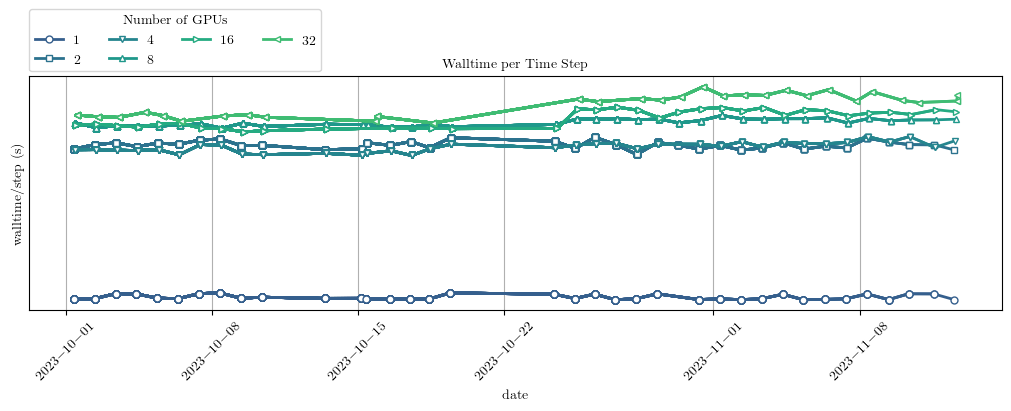 Number of GPUs
1 4 16 32
2 8
Walltime per Time Step
walltime/step (s)
2023−10−01 2023−10−08 2023−10−15 2023−10−22 2023−11−01 2023−11−08
date